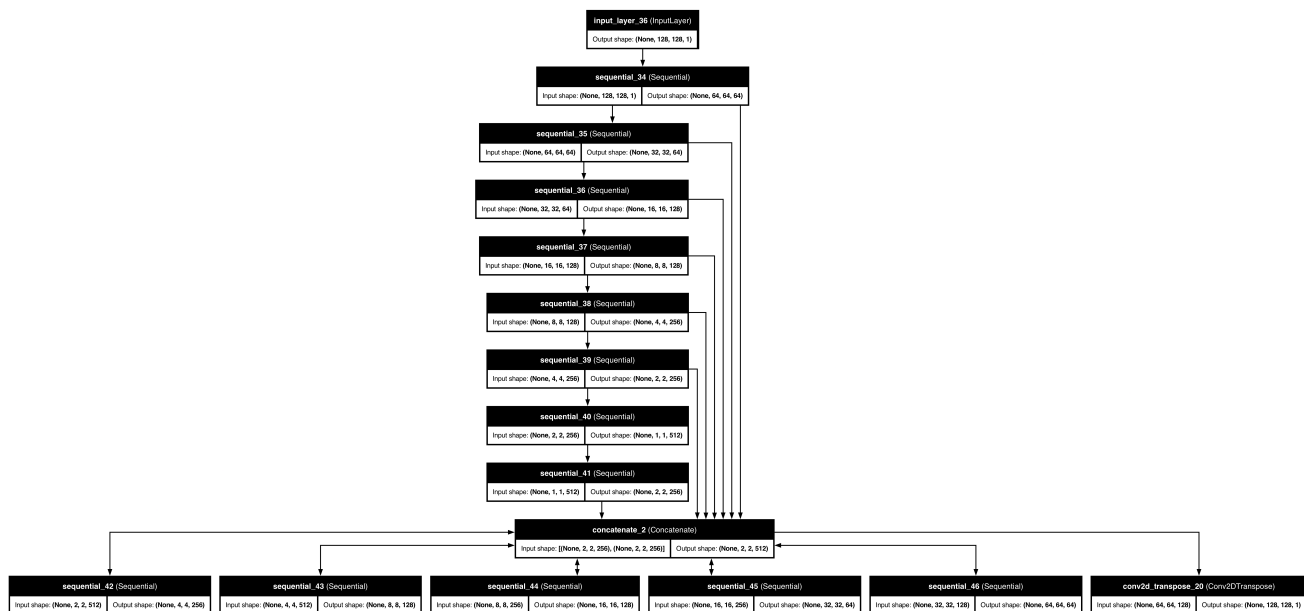 input_layer_36 (InputLayer)
Output shape: (None, 128, 128, 1)
sequential_34 (Sequential)
Input shape: (None, 128, 128, 1) Output shape: (None, 64, 64, 64)
sequential_35 (Sequential)
Input shape: (None, 64, 64, 64) Output shape: (None, 32, 32, 64)
sequential_36 (Sequential)
Input shape: (None, 32, 32, 64) Output shape: (None, 16, 16, 128)
sequential_37 (Sequential)
Input shape: (None, 16, 16, 128) Output shape: (None, 8, 8, 128)
sequential_38 (Sequential)
Input shape: (None, 8, 8, 128) Output shape: (None, 4, 4, 256)
sequential_39 (Sequential)
Input shape: (None, 4, 4, 256) Output shape: (None, 2, 2, 256)
sequential_40 (Sequential)
Input shape: (None, 2, 2, 256) Output shape: (None, 1, 1, 512)
sequential_41 (Sequential)
Input shape: (None, 1, 1, 512) Output shape: (None, 2, 2, 256)
concatenate_2 (Concatenate)
Input shape: [(None, 2, 2, 256), (None, 2, 2, 256)] Output shape: (None, 2, 2, 512)
sequential_42 (Sequential)
Input shape: (None, 2, 2, 512) Output shape: (None, 4, 4, 256)
sequential_43 (Sequential)
Input shape: (None, 4, 4, 512) Output shape: (None, 8, 8, 128)
sequential_44 (Sequential)
Input shape: (None, 8, 8, 256) Output shape: (None, 16, 16, 128)
sequential_45 (Sequential)
Input shape: (None, 16, 16, 256) Output shape: (None, 32, 32, 64)
sequential_46 (Sequential)
Input shape: (None, 32, 32, 128) Output shape: (None, 64, 64, 64)
conv2d_transpose_20 (Conv2DTranspose)
Input shape: (None, 64, 64, 128) Output shape: (None, 128, 128, 1)